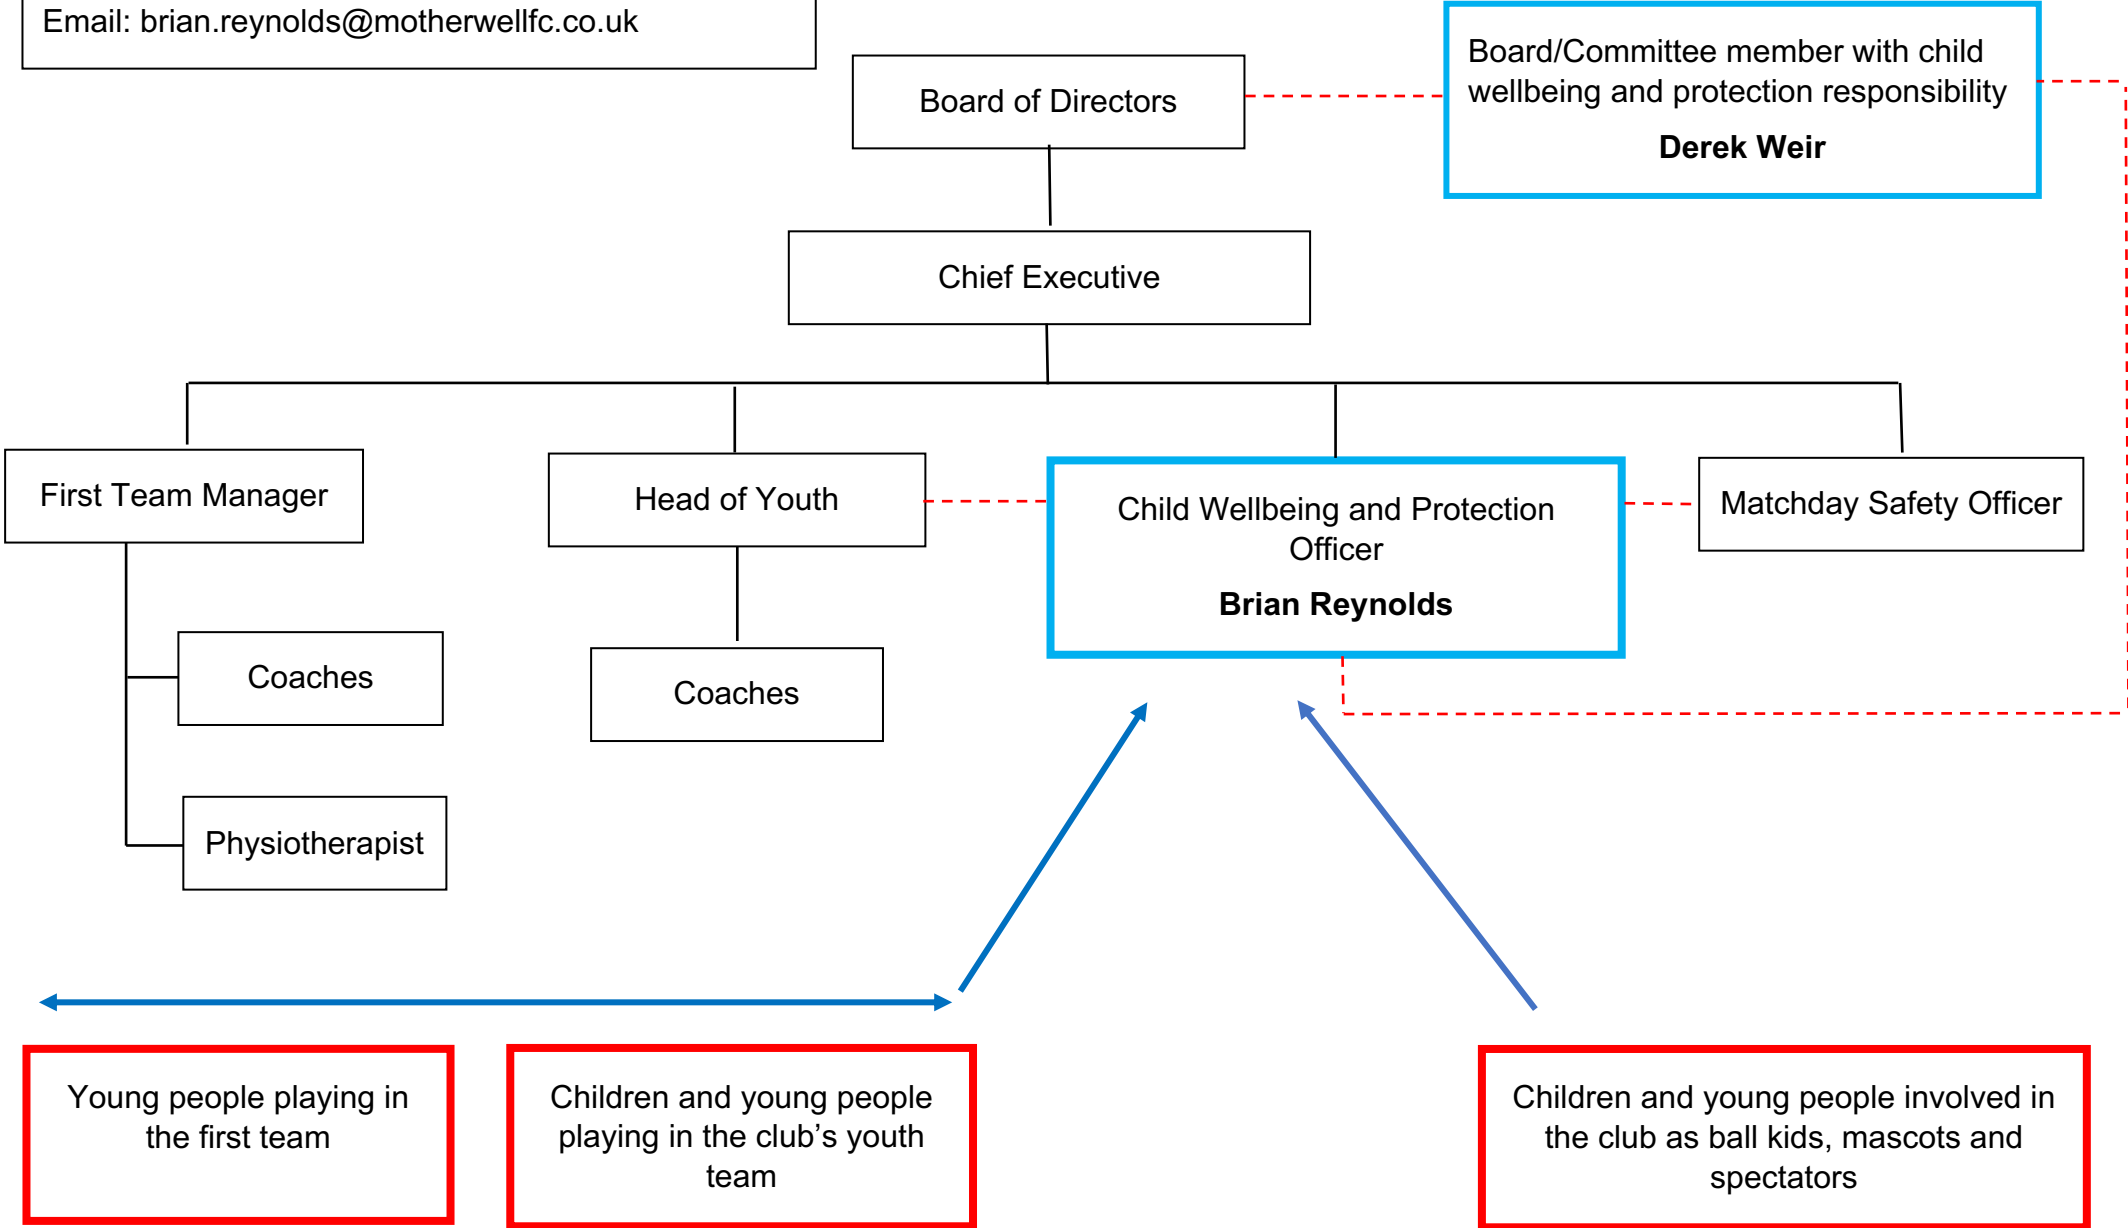 Email: brian.reynolds@motherwellfc.co.uk
Board/Committee member with child
wellbeing and protection responsibility
Derek Weir
Board of Directors
Chief Executive
First Team Manager
Head of Youth
Child Wellbeing and Protection
Officer
Brian Reynolds
Matchday Safety Officer
Coaches
Coaches
Physiotherapist
Young people playing in
the first team
Children and young people
playing in the club’s youth
team
Children and young people involved in
the club as ball kids, mascots and
spectators